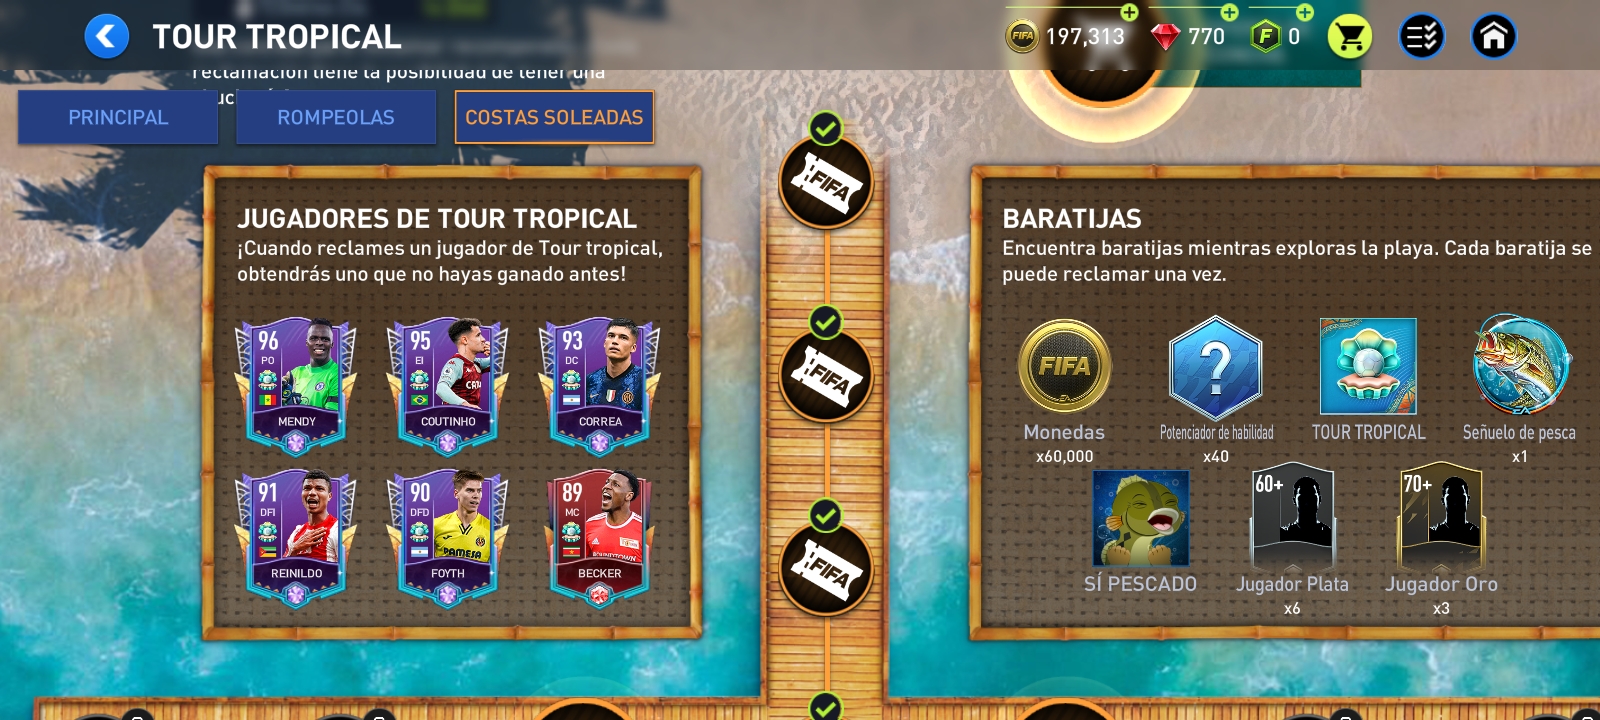 TOUR TROPICAL
197,313
770
0
reclamación tiene la posibilidad de tener una
PRINCIPAL
ROMPEOLAS
COSTAS SOLEADAS
JUGADORES DE TOUR TROPICAL
¡Cuando reclames un jugador de Tour tropical,
obtendrás uno que no hayas ganado antes!
96
PO
MENDY
95
EI
COUTINHO
93
DC
CORREA
91
DFI
REINILDO
90
DFD
PAMESA
FOYTH
89
MC
BECKER
FIFA
FIFA
FIFA
BARATIJAS
Encuentra baratijas mientras exploras la playa. Cada baratija se
puede reclamar una vez.
FIFA
Monedas
x60,000
?
Potenciador de habilidad
x40
TOUR TROPICAL
Señuelo de pesca
x1
SÍ PESCADO
60+
Jugador Plata
x6
70+
Jugador Oro
x3